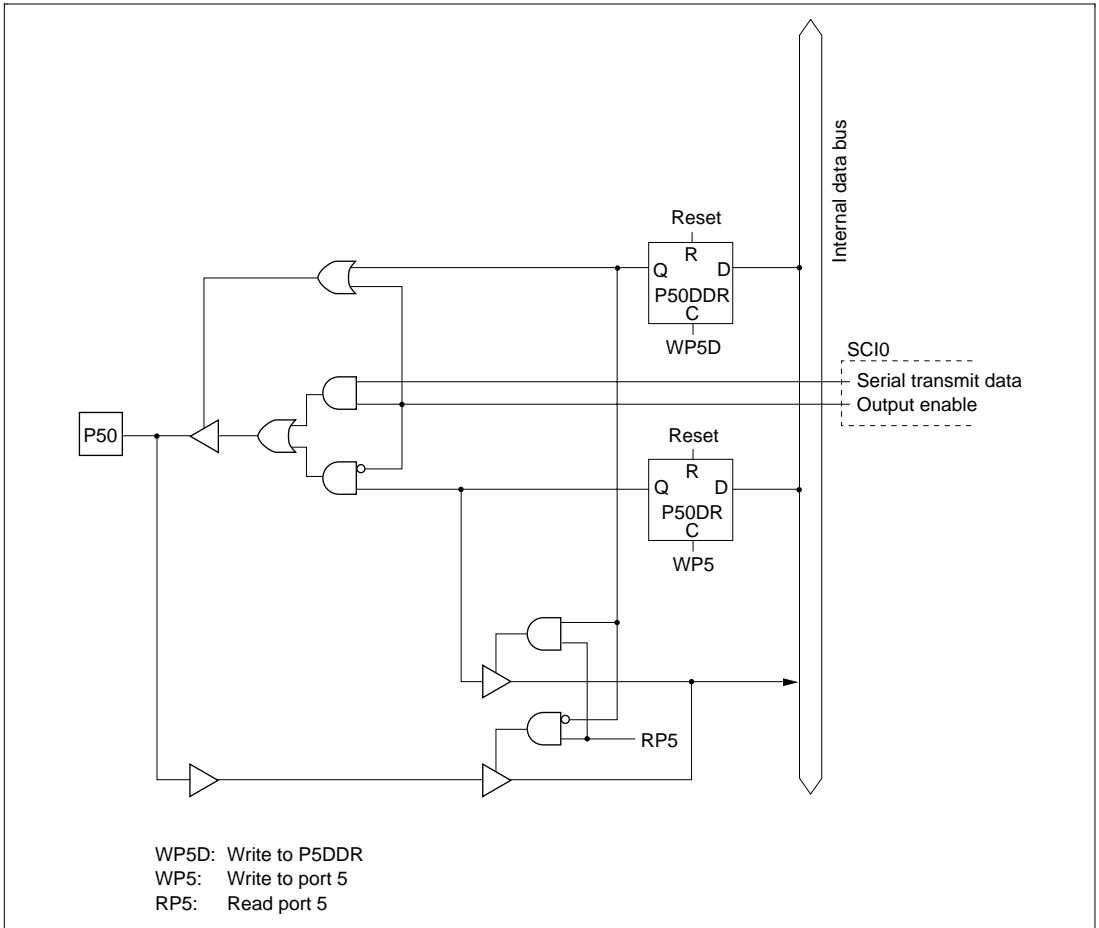 Internal data bus
Reset
R
Q D
P50DDR
C
WP5D
SCI0
Serial transmit data
Output enable
P50
Reset
R
Q D
P50DR
C
WP5
RP5
WP5D: Write to P5DDR
WP5: Write to port 5
RP5: Read port 5